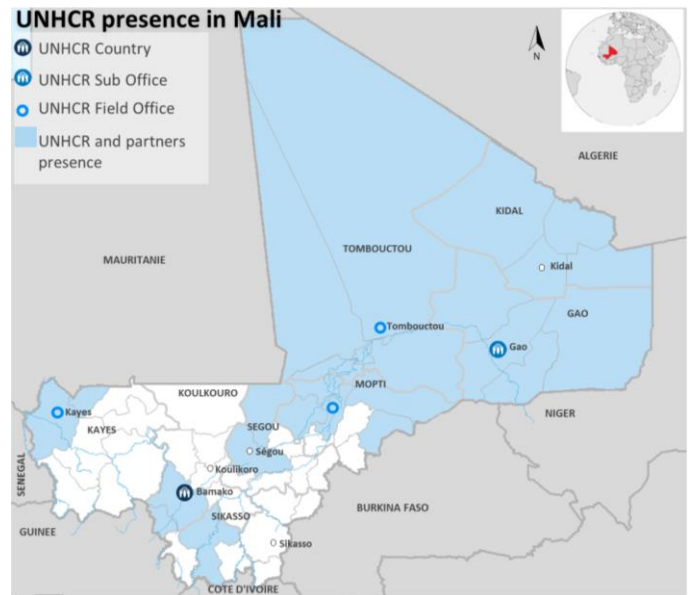 UNHCR presence in Mali
UNHCR Country
UNHCR Sub Office
UNHCR Field Office
UNHCR and partners
presence
N
ALGERIE
KIDAL
TOMBOUCTOU
MAURITANIE
Kidal
GAO
Tombouctou
Gao
MOPTI
KOULKOURO
NIGER
Kayes
KAYES
SEGOU
Ségou
SENEGAL
Koulikoro
Bamako
BURKINA FASO
SIKASSO
GUINEE
Sikasso
COTE D'IVOIRE